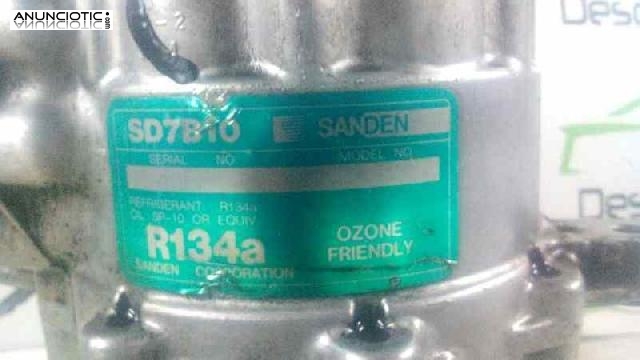 ANUNCIOTIC.com
-2
SD7B10 SANDEN
SERIAL NO MODEL NO
REFRIGERANT R134a
OIL SP-10 OR EQUIV
R134a
OZONE
FRIENDLY
SANDEN CORPORATION
Des
Des